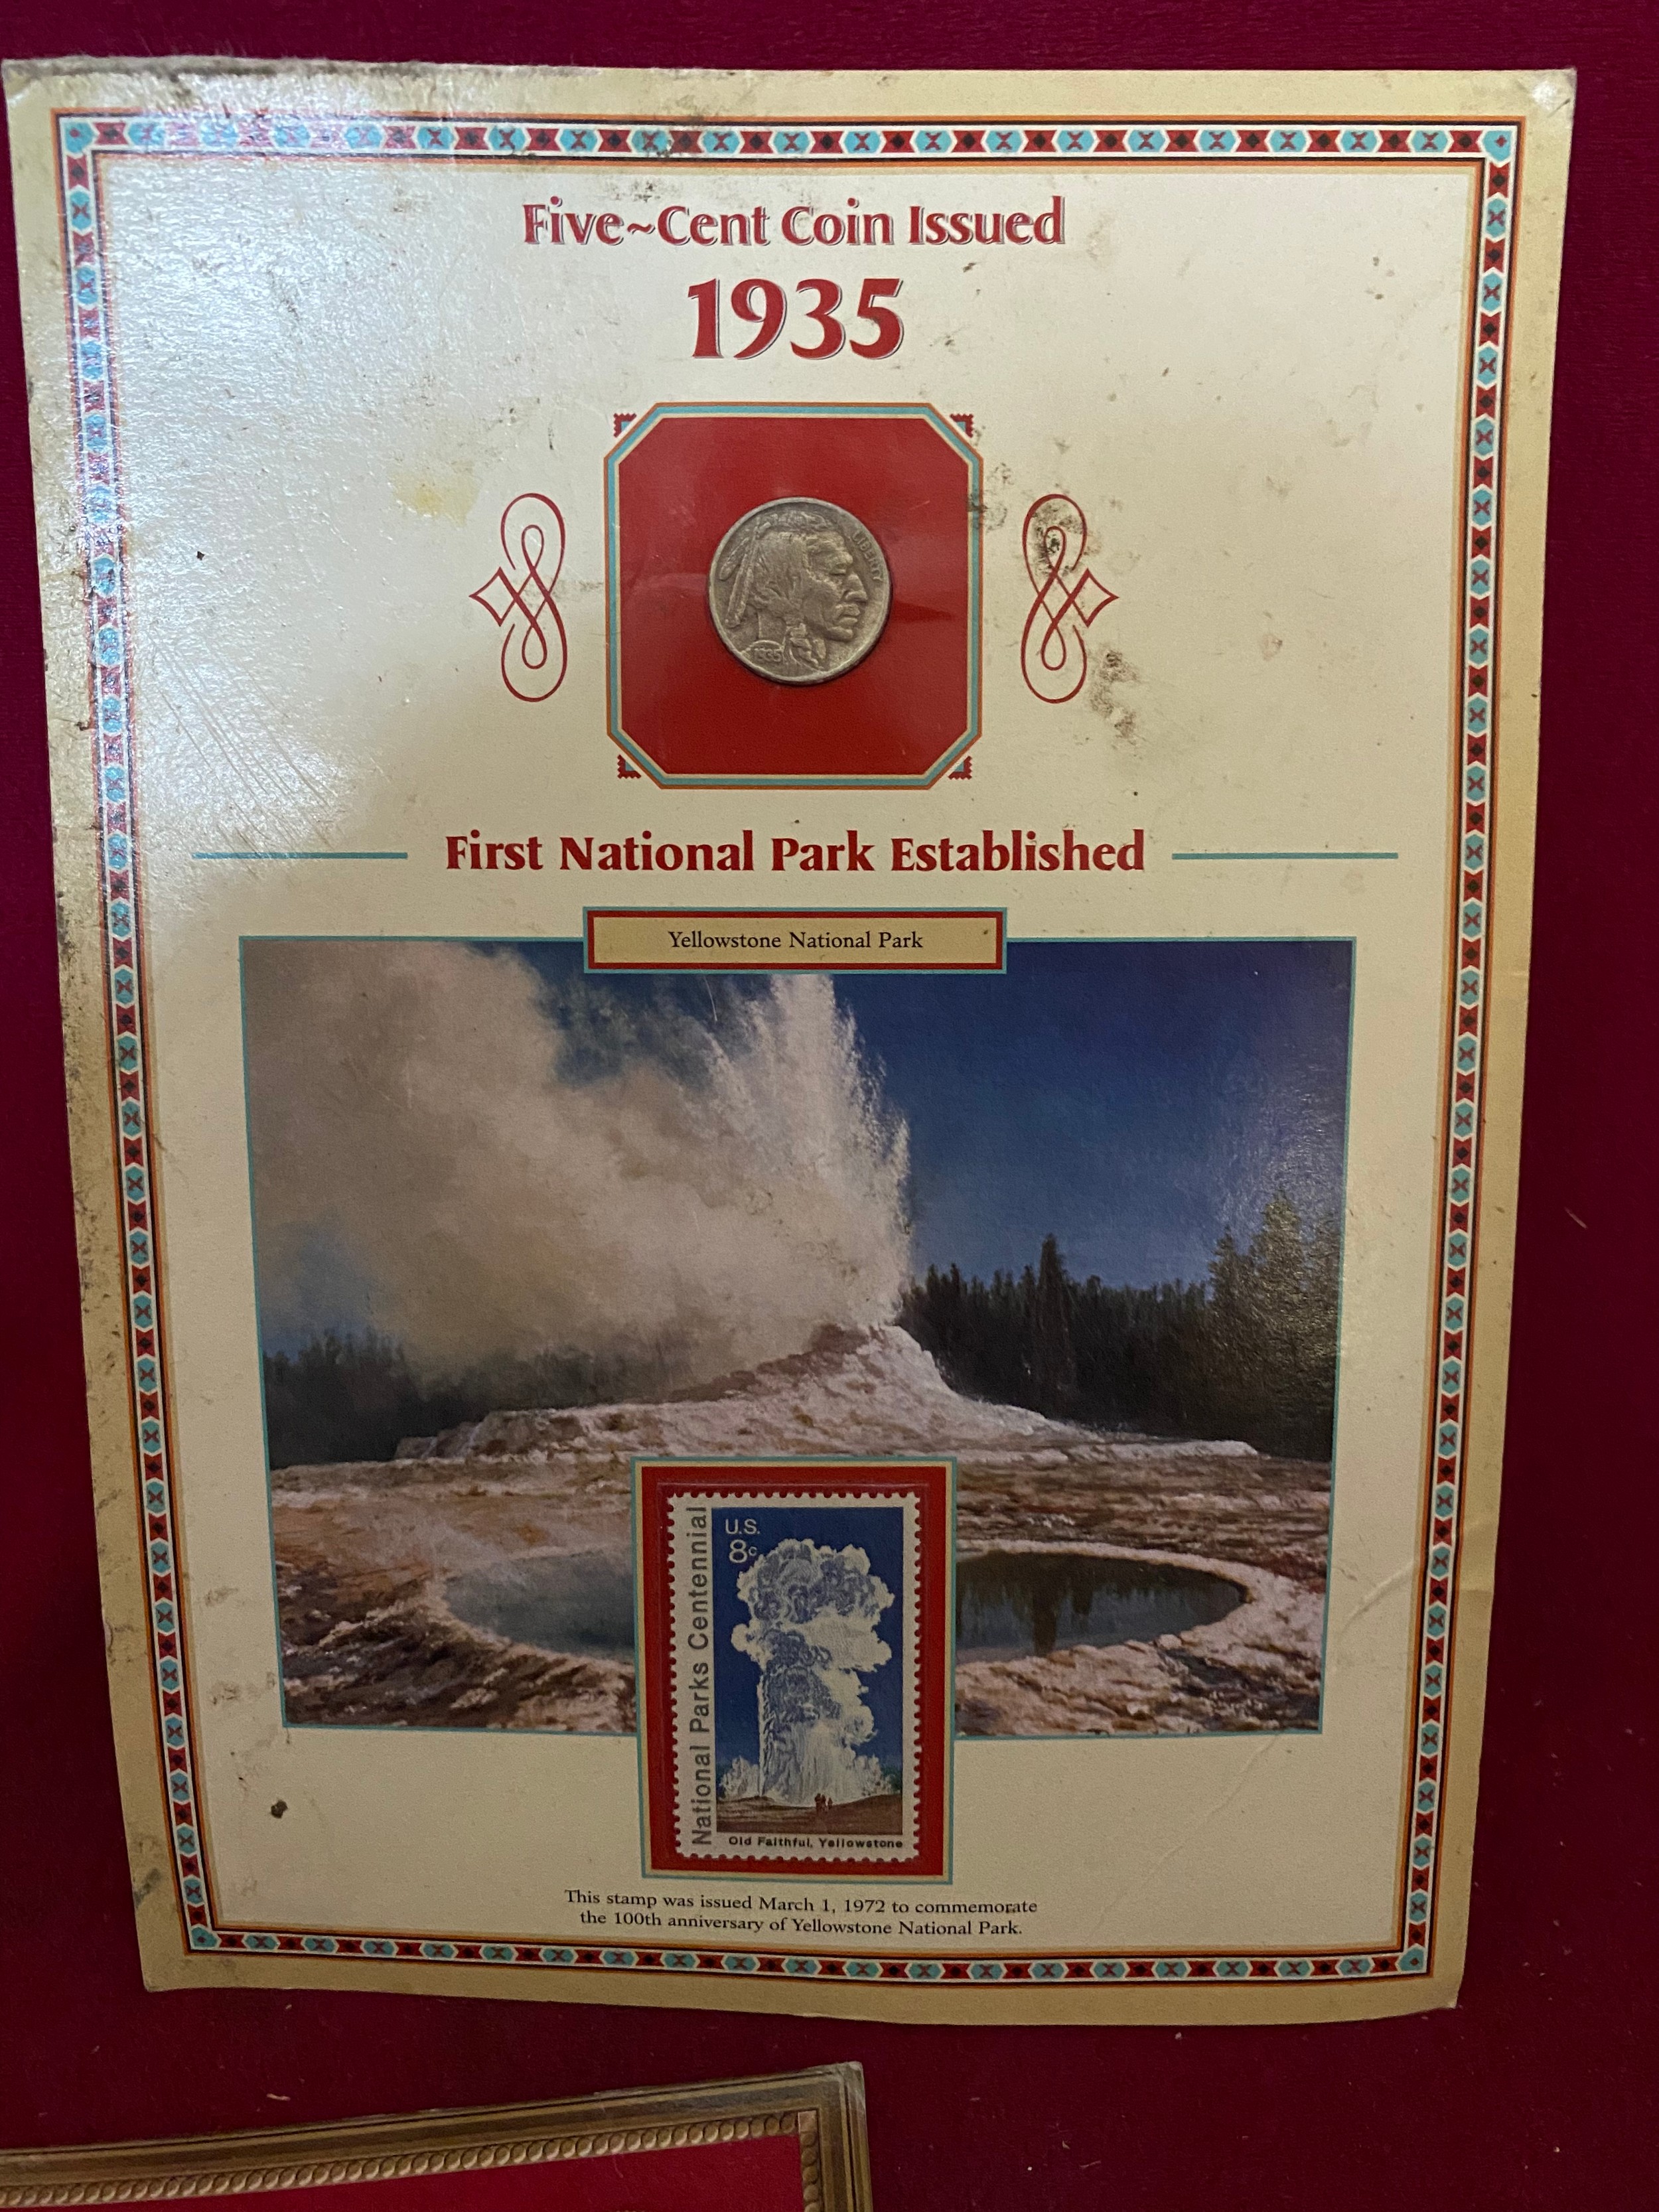 Five~Cent Coin Issued
1935
LIBERTY
1935
First National Park Established
Yellowstone National Park
U.S.
8c
National Parks Centennial
Old Faithful, Yellowstone
This stamp was issued March 1, 1972 to commemorate
the 100th anniversary of Yellowstone National Park.